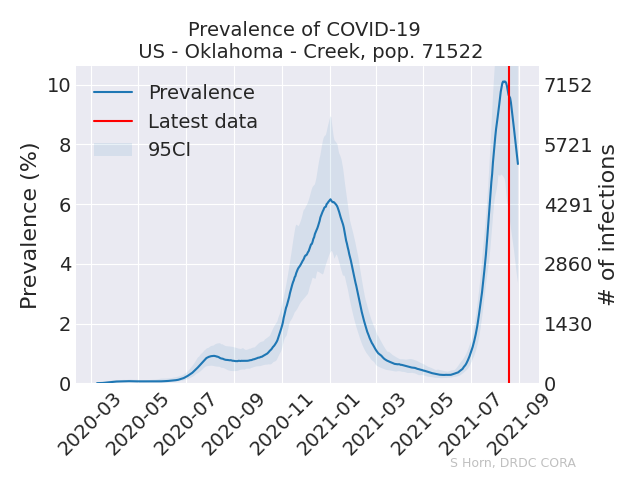 Prevalence of COVID-19
US - Oklahoma - Creek, pop. 71522
Prevalence
Latest data
95CI
Prevalence (%)
10
8
6
4
2
0
7152
5721
4291
2860
1430
0
# of infections
2020-03
2020-05
2020-07
2020-09
2020-11
2021-01
2021-03
2021-05
2021-07
2021-09
S Horn, DRDC CORA